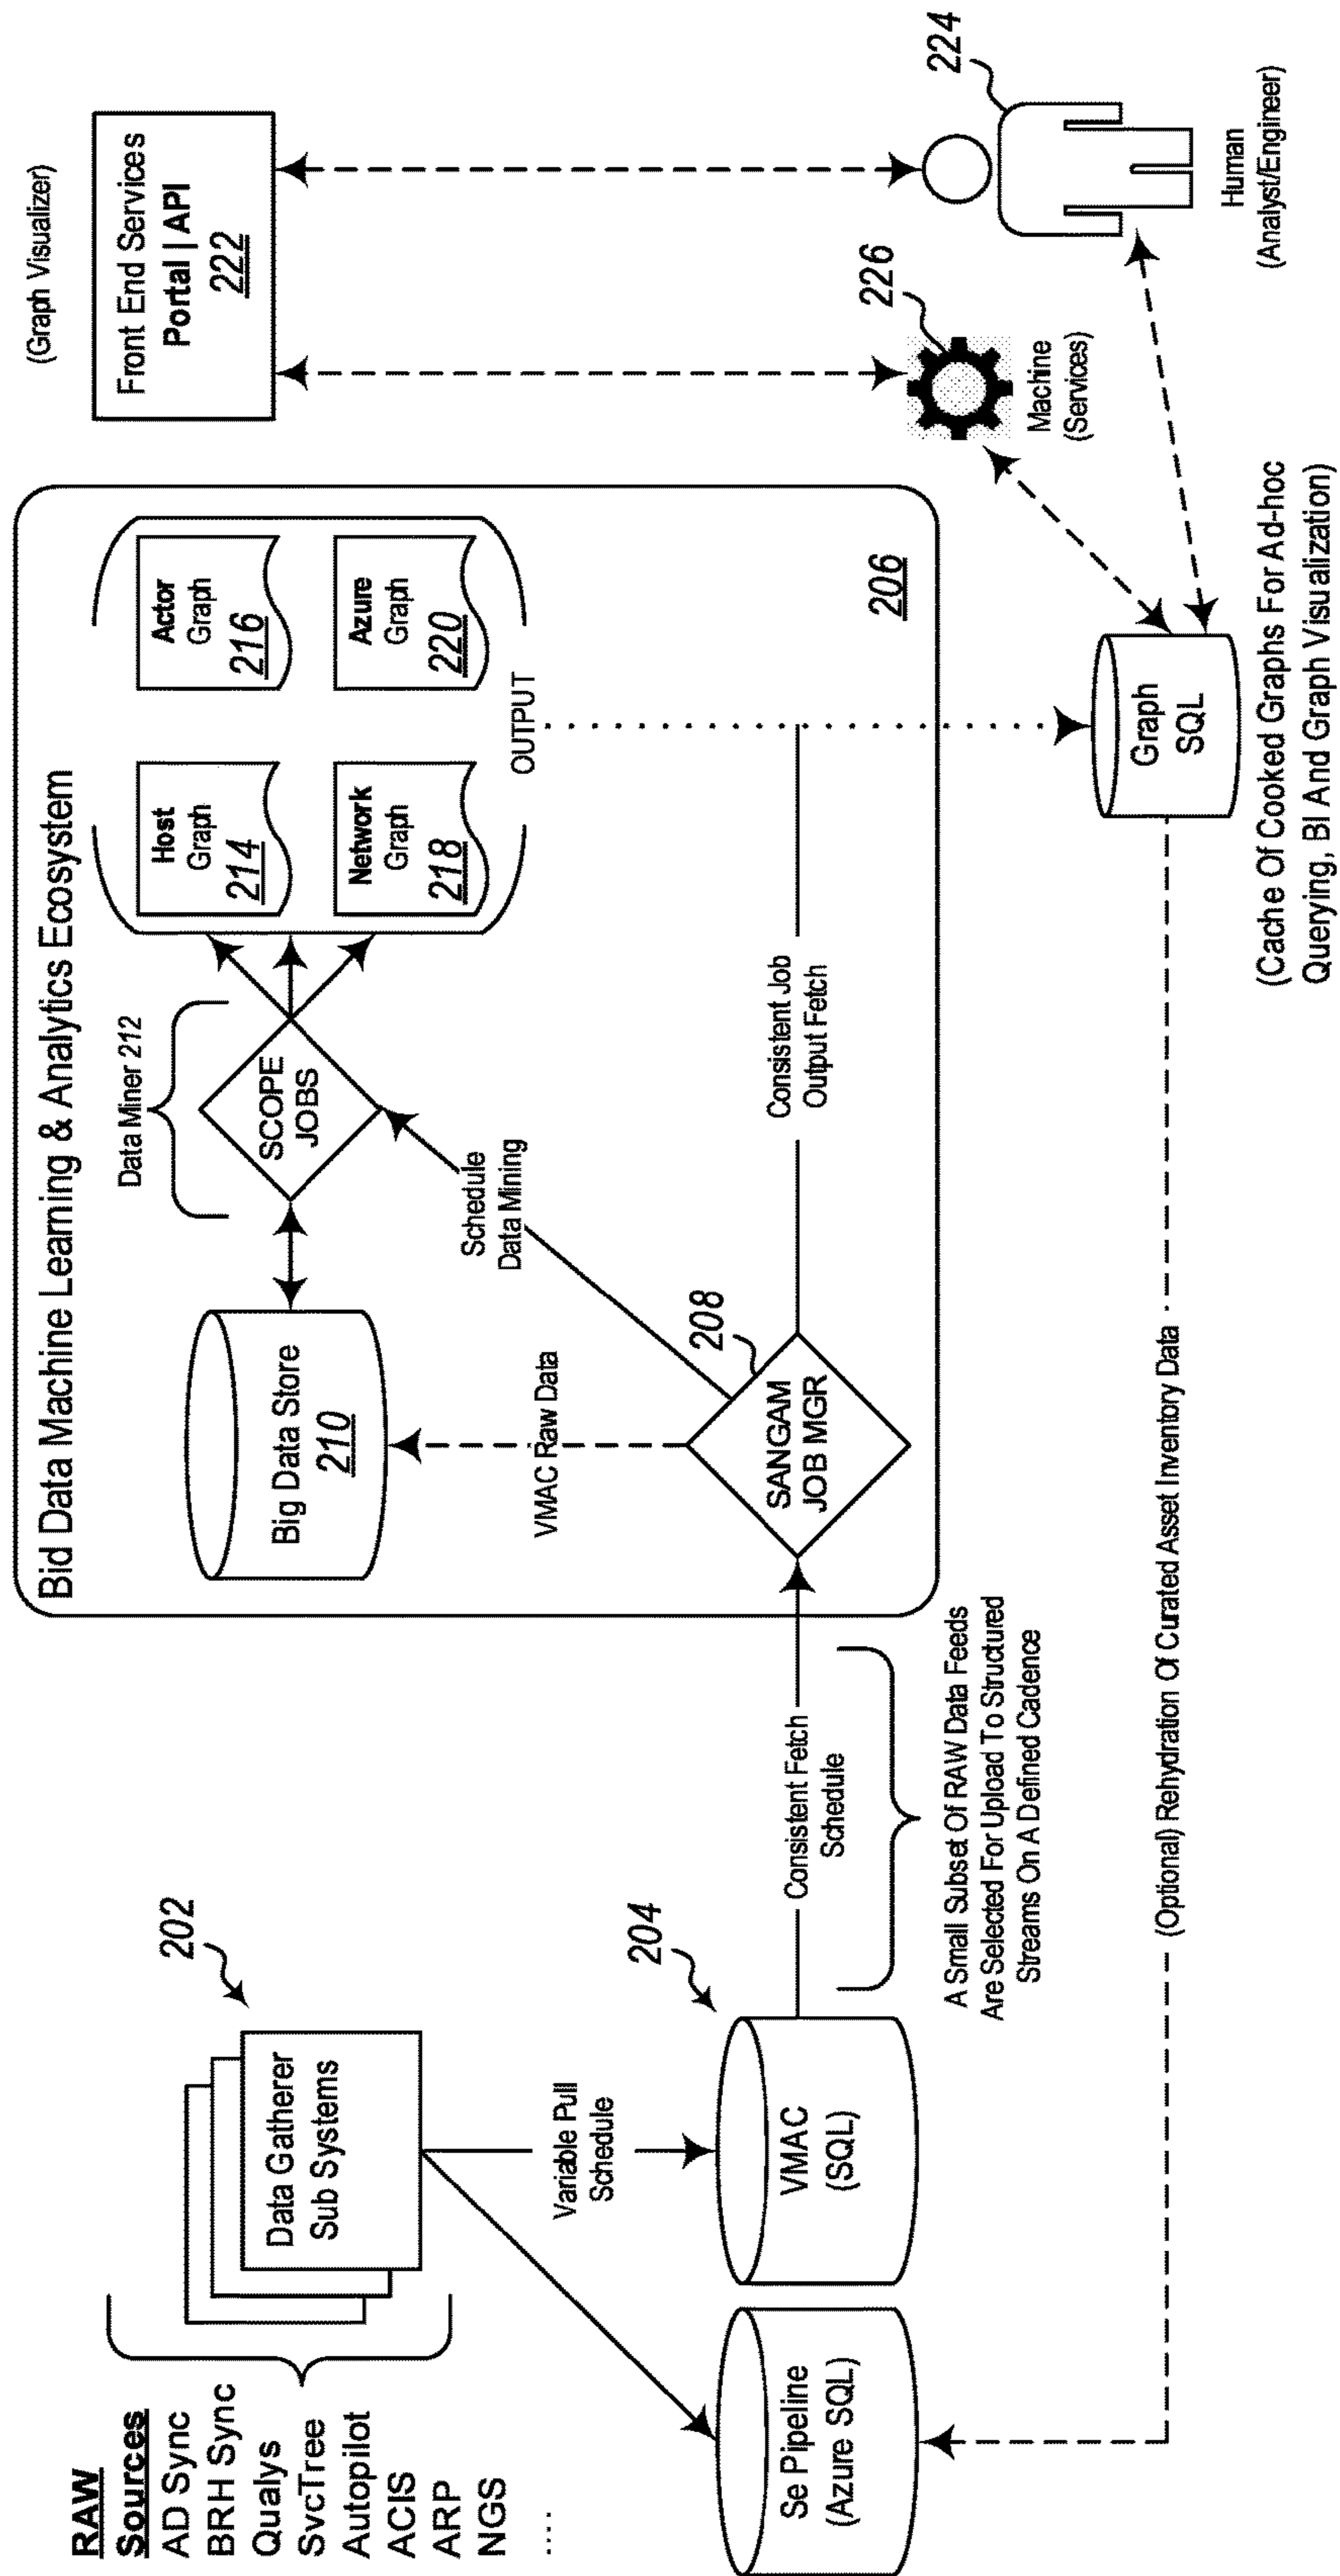 RAW
Sources
AD Sync
BRH Sync
Qualys
SvcTree
Autopilot
ACIS
ARP
NGS
....
202
Data Gatherer
Sub Systems
Variable Pull
Schedule
204
Se Pipeline
(Azure SQL)
VMAC
(SQL)
Consistent Fetch
Schedule
A Small Subset Of RAW Data Feeds
Are Selected For Upload To Structured
Streams On A Defined Cadence
(Optional) Rehydration Of Curated Asset Inventory Data
Bid Data Machine Learning & Analytics Ecosystem
Big Data Store
210
VMAC Raw Data
208
SANGAM
JOB MGR
Schedule
Data Mining
Data Miner 212
SCOPE
JOBS
Consistent Job
Output Fetch
Host
Graph
214
Actor
Graph
216
Network
Graph
218
Azure
Graph
220
OUTPUT
206
Graph
SQL
(Cache Of Cooked Graphs For Ad-hoc
Querying, BI And Graph Visualization)
(Graph Visualizer)
Front End Services
Portal | API
222
226
Machine
(Services)
224
Human
(Analyst/Engineer)